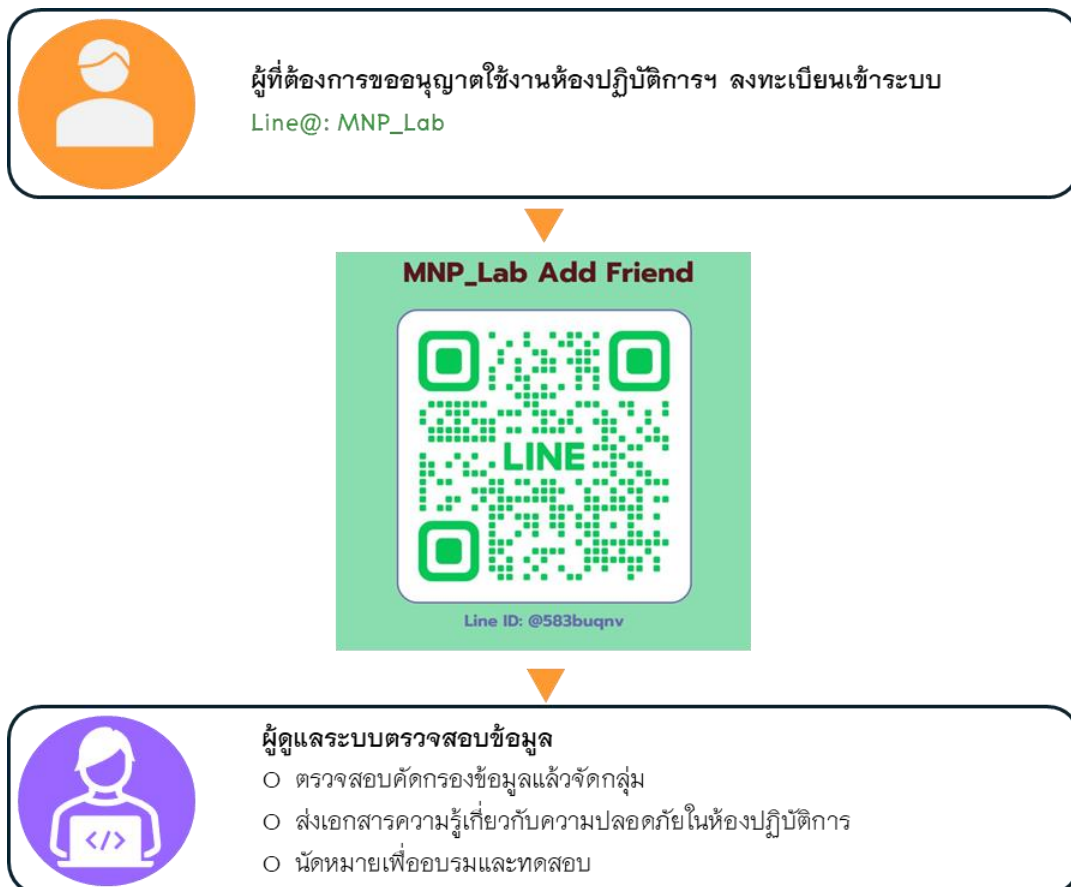 ผู้ที่ต้องการขออนุญาตใช้งานห้องปฏิบัติการฯ ลงทะเบียนเข้าระบบ
Line@: MNP_Lab
MNP_Lab Add Friend
LINE
Line ID: @583buqnv
ผู้ดูแลระบบตรวจสอบข้อมูล
o ตรวจสอบคัดกรองข้อมูลแล้วจัดกลุ่ม
o ส่งเอกสารความรู้เกี่ยวกับความปลอดภัยในห้องปฏิบัติการ
</>
o นัดหมายเพื่ออบรมและทดสอบ